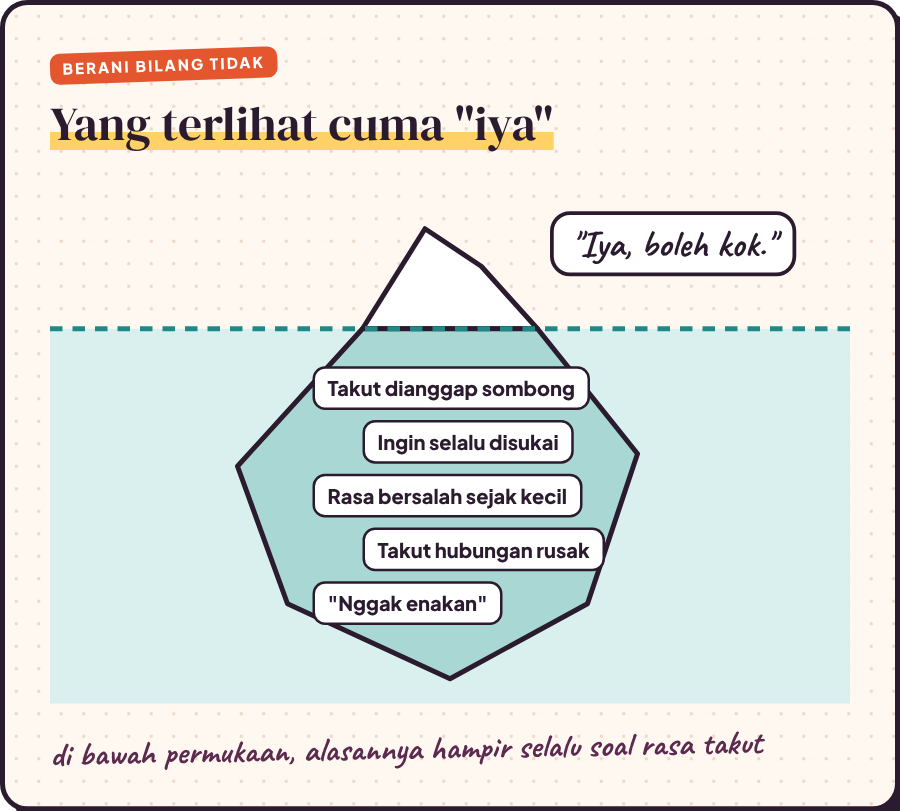 BERANI BILANG TIDAK
Yang terlihat cuma "iya"
"Iya, boleh kok."
Takut dianggap sombong
Ingin selalu disukai
Rasa bersalah sejak kecil
Takut hubungan rusak
"Nggak enakan"
di bawah permukaan, alasannya hampir selalu soal rasa takut